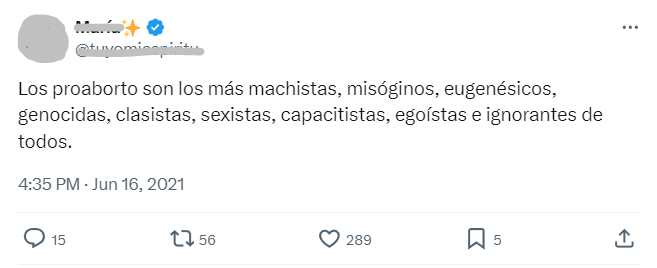 Los proaborto son los más machistas, misóginos, eugenésicos,
genocidas, clasistas, sexistas, capacitistas, egoístas e ignorantes de
todos.
4:35 PM · Jun 16, 2021
15 56 289 5